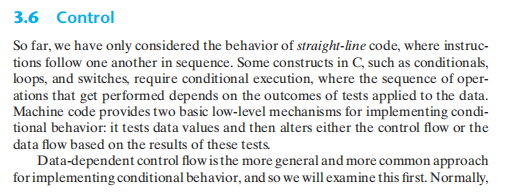 3.6 Control
So far, we have only considered the behavior of straight-line code, where instruc-
tions follow one another in sequence. Some constructs in C, such as conditionals,
loops, and switches, require conditional execution, where the sequence of oper-
ations that get performed depends on the outcomes of tests applied to the data.
Machine code provides two basic low-level mechanisms for implementing condi-
tional behavior: it tests data values and then alters either the control flow or the
data flow based on the results of these tests.
Data-dependent control flow is the more general and more common approach
for implementing conditional behavior, and so we will examine this first. Normally,